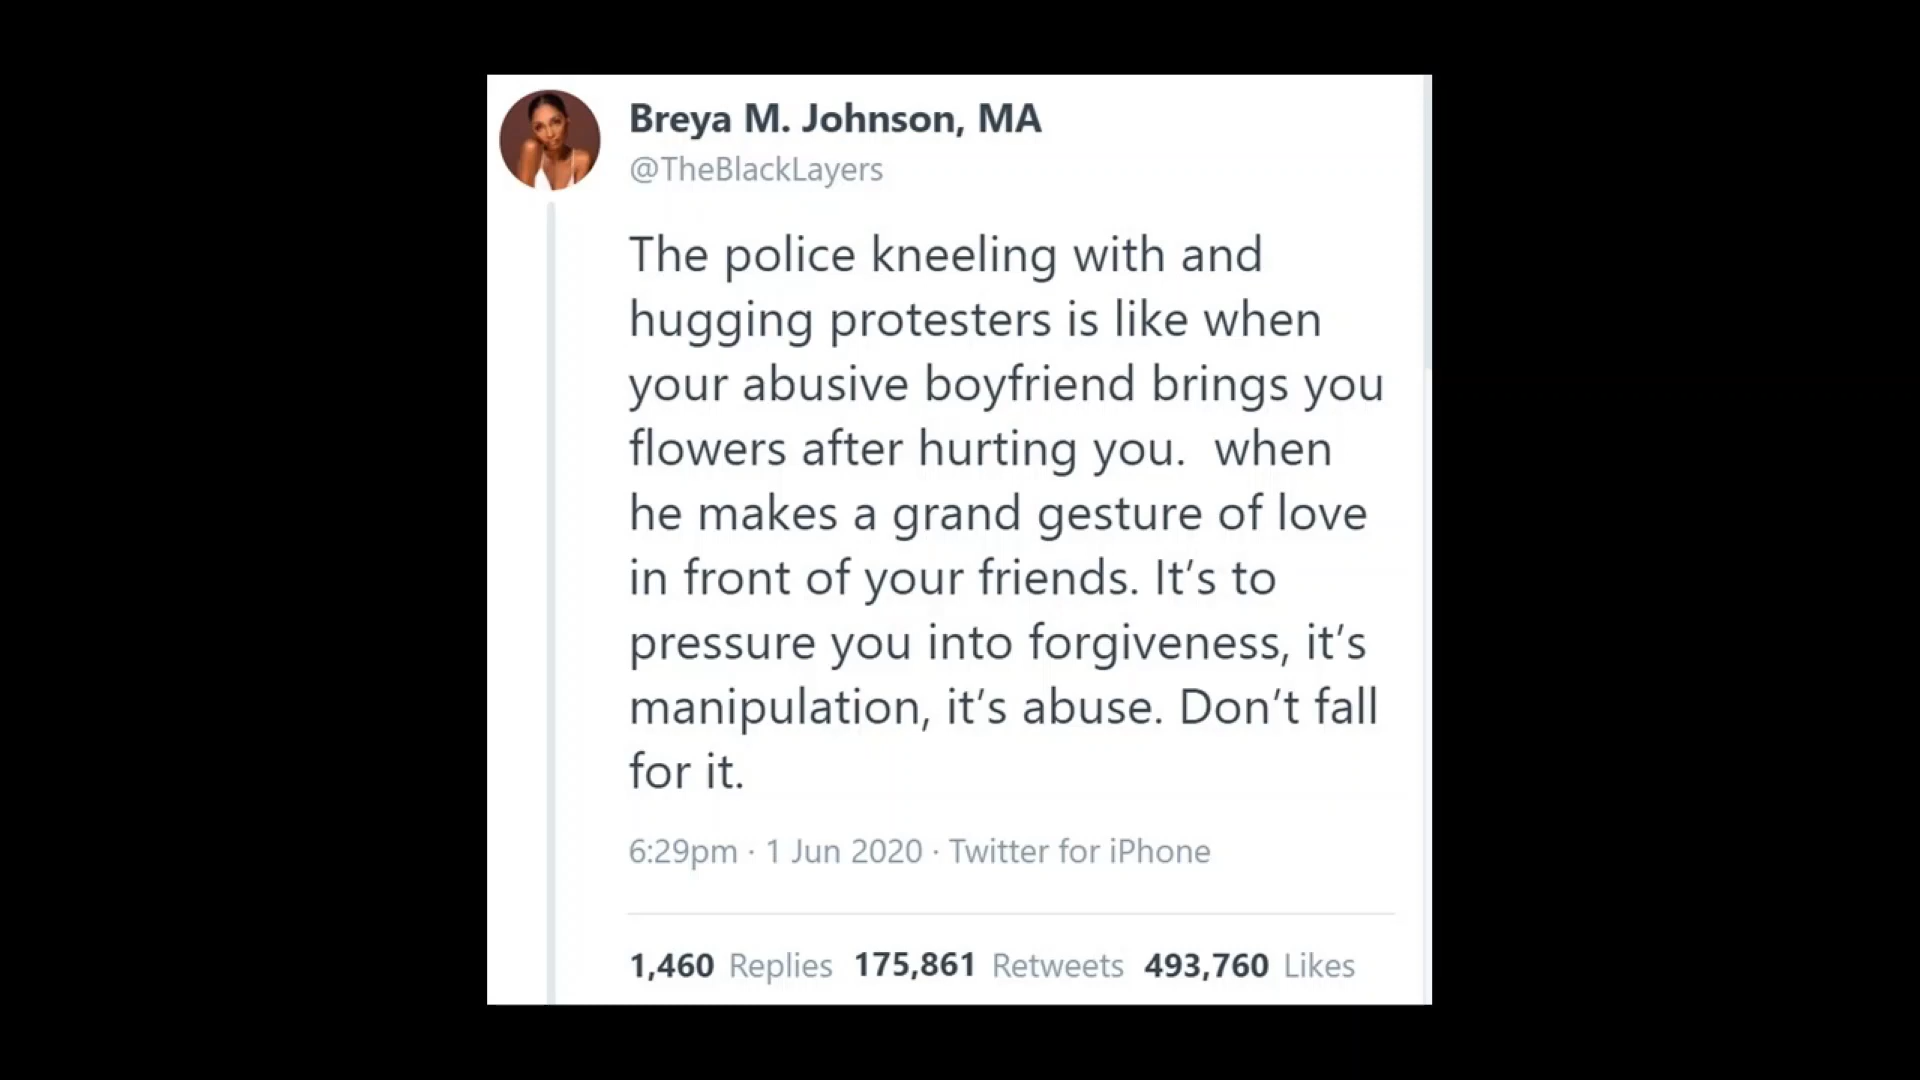 Breya M. Johnson, MA
@TheBlackLayers
The police kneeling with and
hugging protesters is like when
your abusive boyfriend brings you
flowers after hurting you.  when
he makes a grand gesture of love
in front of your friends. It’s to
pressure you into forgiveness, it’s
manipulation, it’s abuse. Don’t fall
for it.
6:29pm · 1 Jun 2020 · Twitter for iPhone
1,460 Replies 175,861 Retweets 493,760 Likes